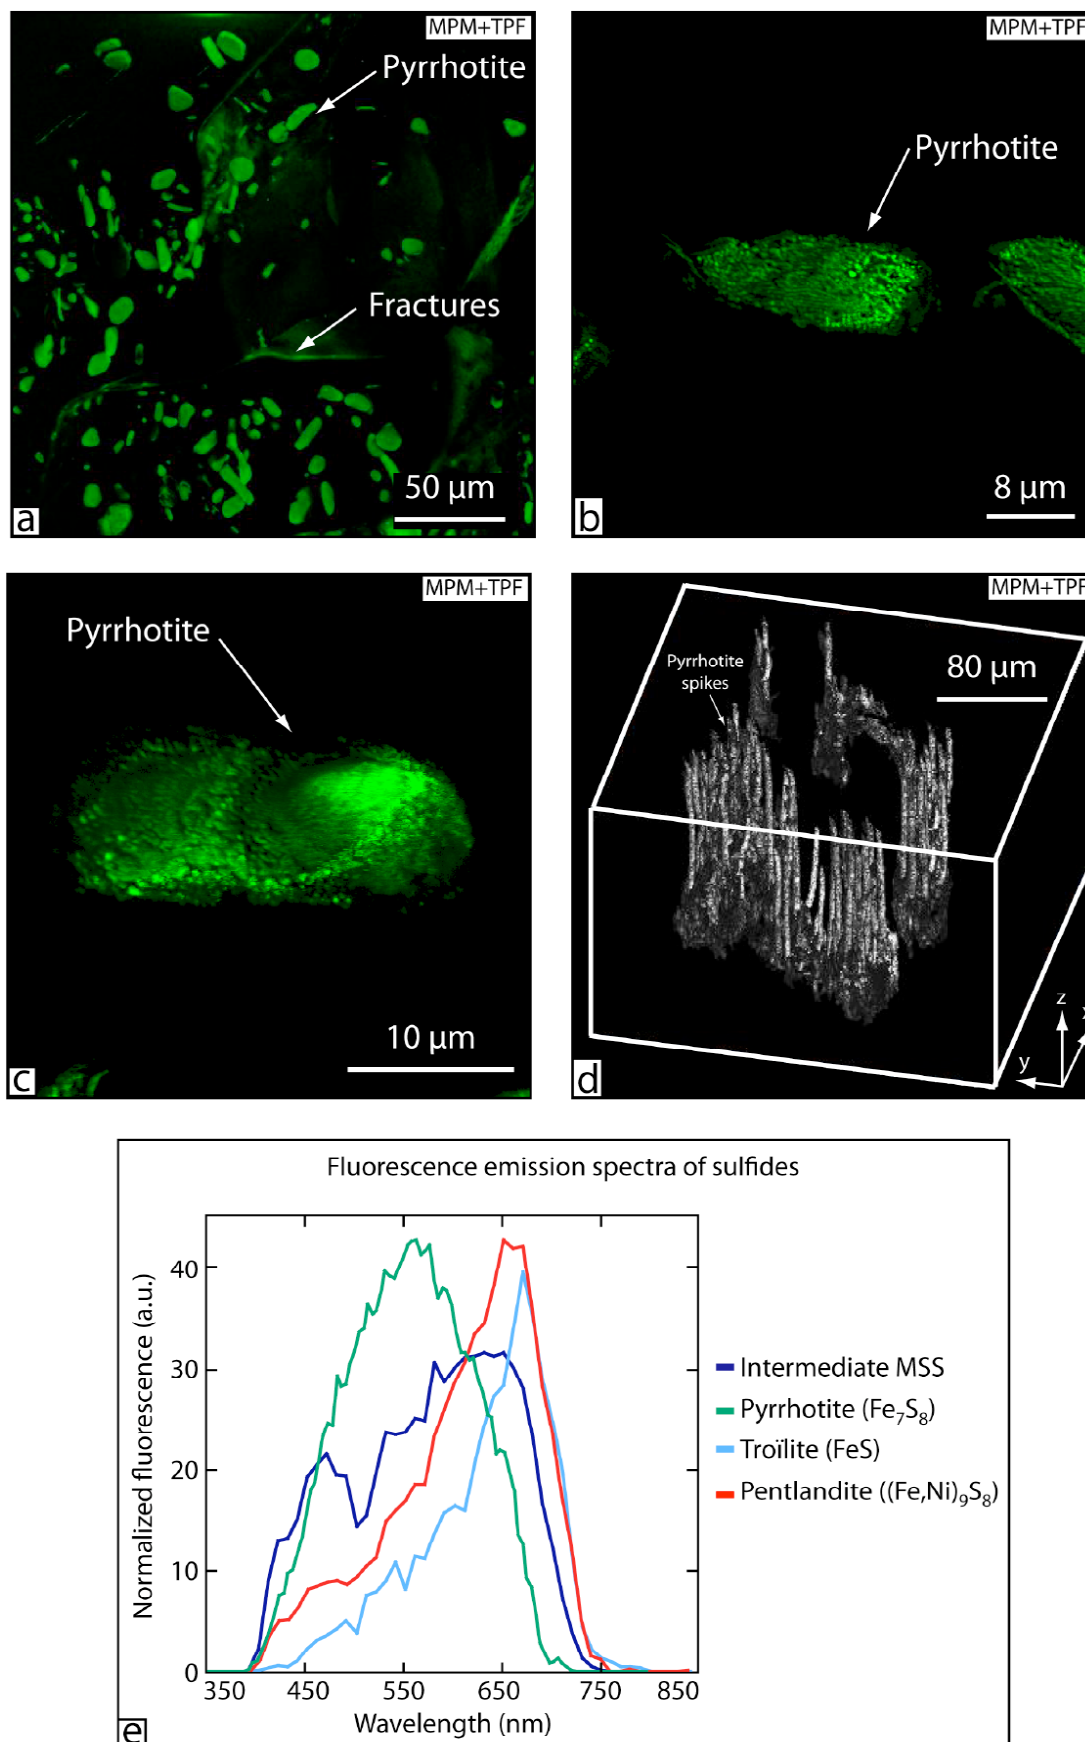 MPM+TPF
Pyrrhotite
Fractures
50 µm
a
MPM+TPF
Pyrrhotite
8 µm
b
MPM+TPF
Pyrrhotite
10 µm
c
MPM+TPF
Pyrrhotite
spikes
80 µm
z
x
y
d
Fluorescence emission spectra of sulfides
Normalized fluorescence (a.u.)
40
30
20
10
0
350 450 550 650 750 850
Wavelength (nm)
Intermediate MSS
Pyrrhotite (Fe₇S₈)
Troïlite (FeS)
Pentlandite ((Fe,Ni)₉S₈)
e